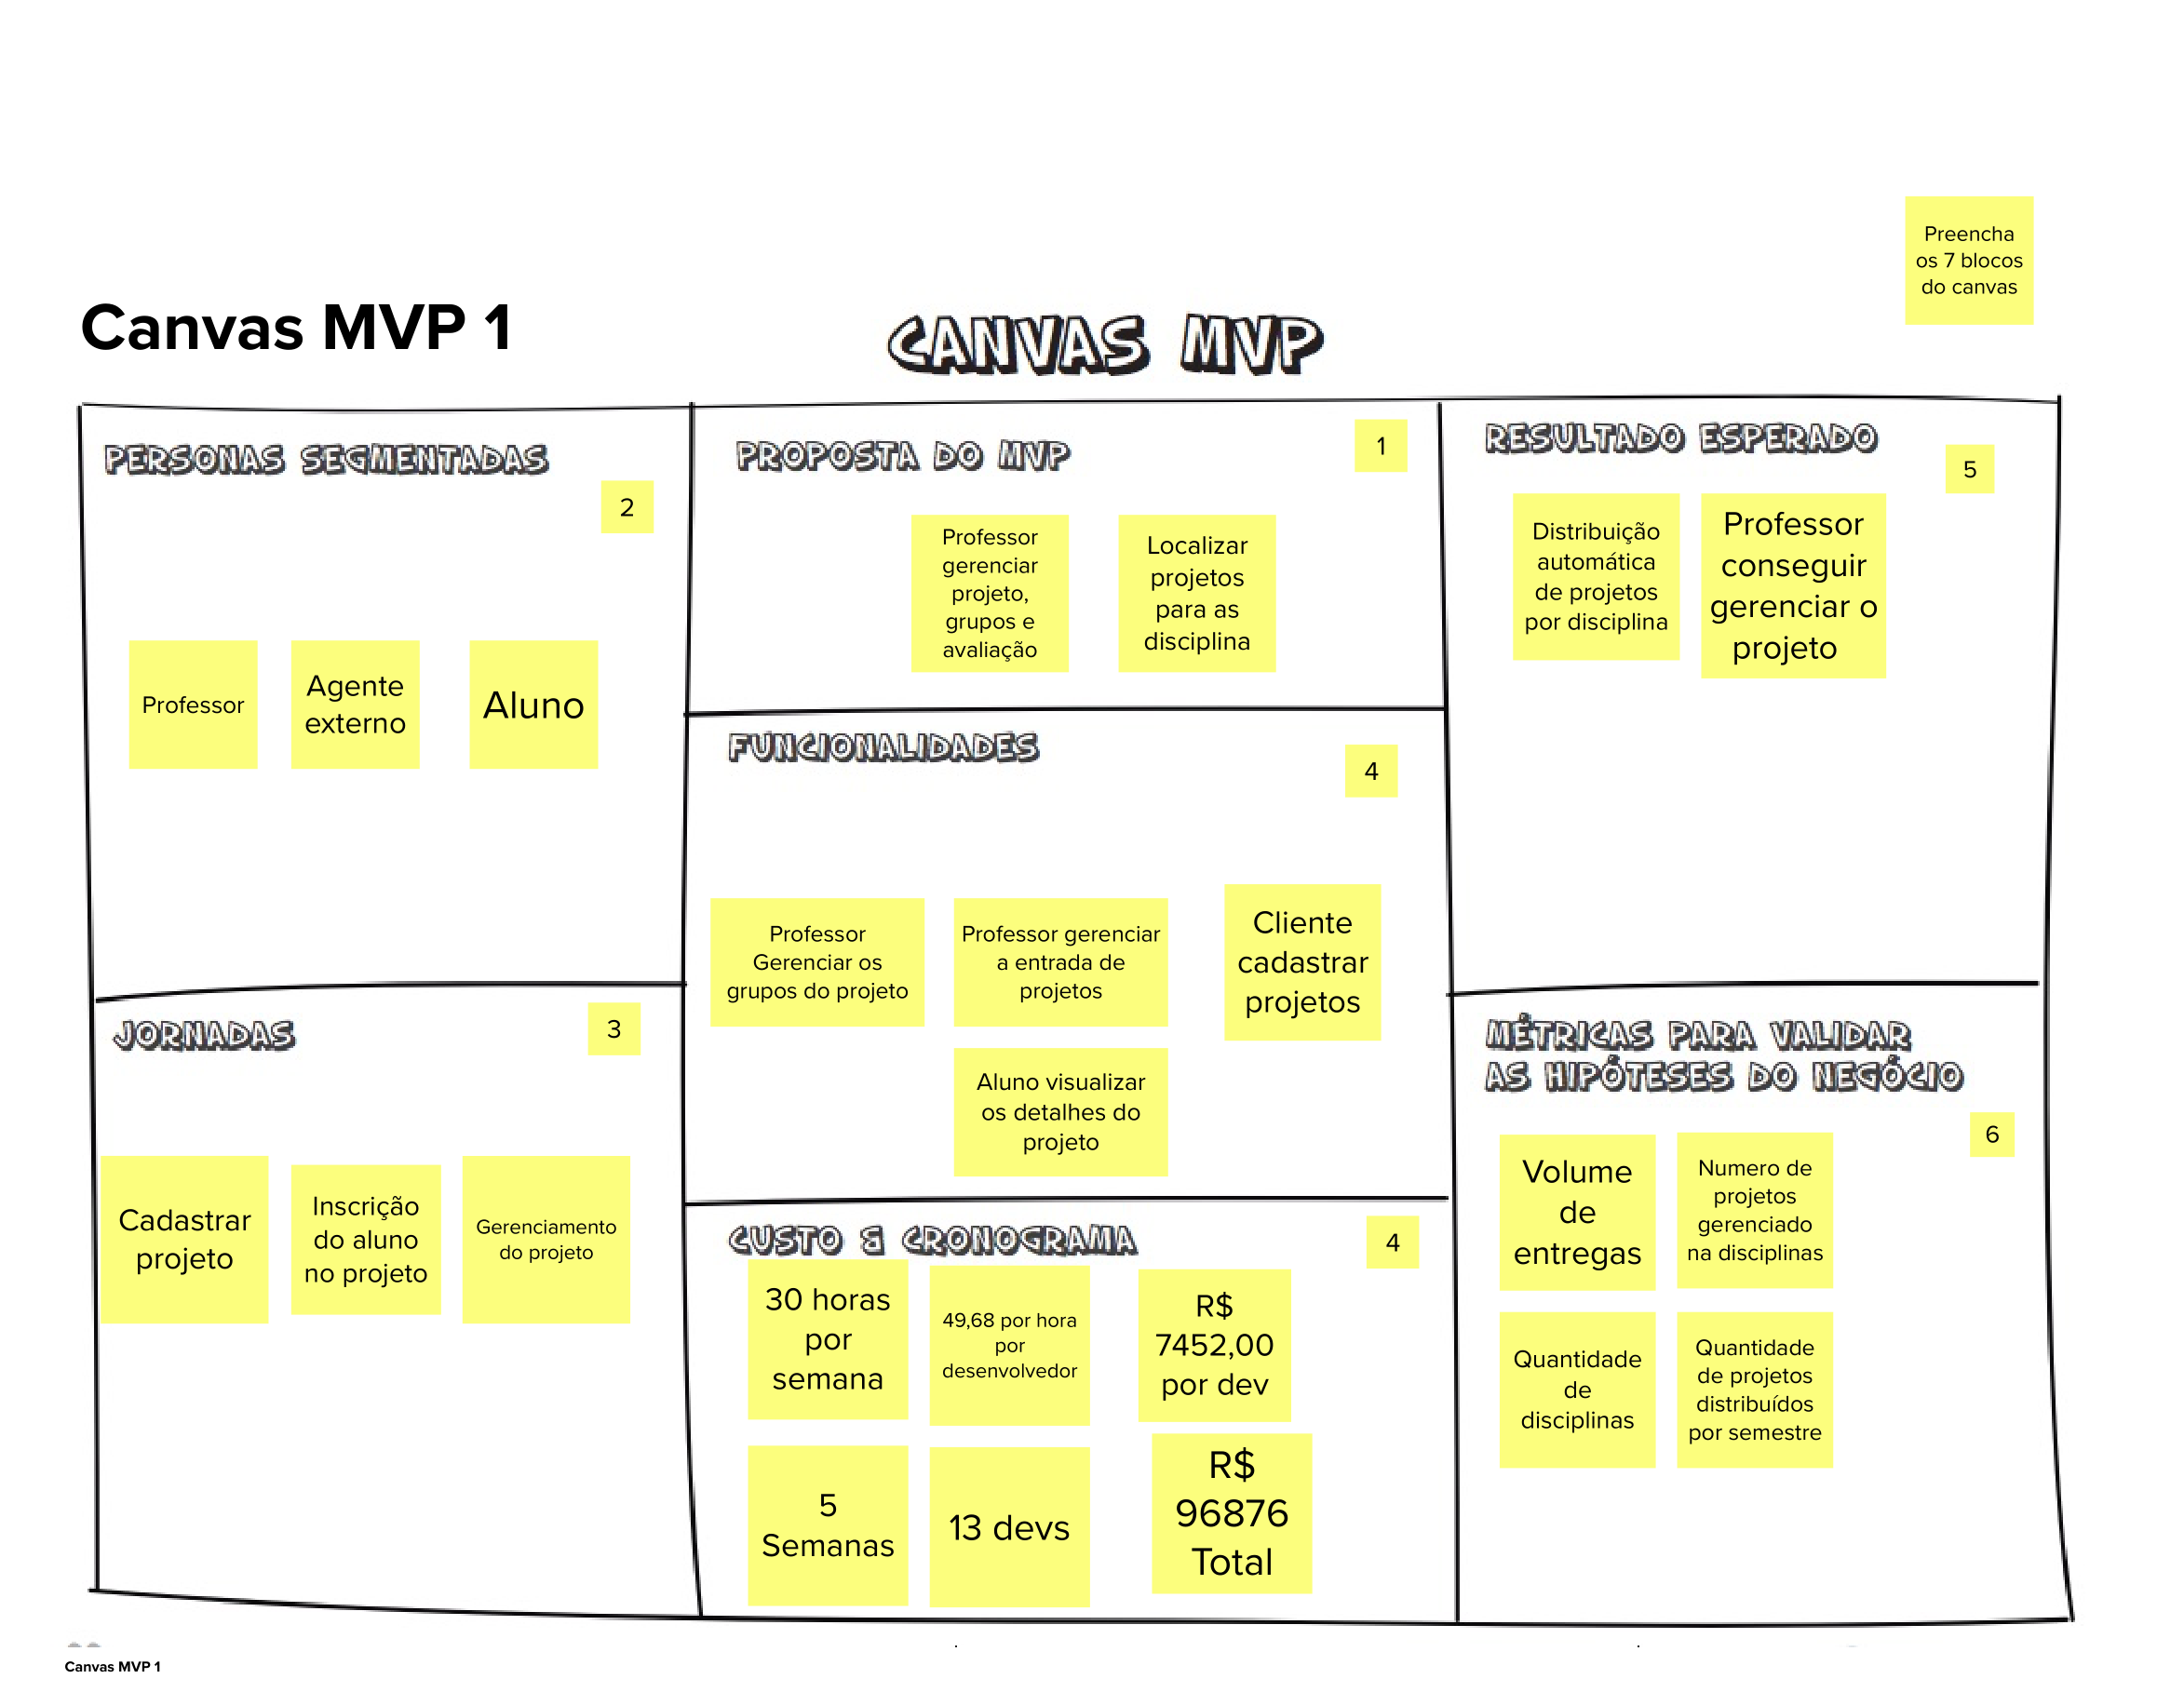 Preencha
os 7 blocos
do canvas
Canvas MVP 1
CANVAS MVP
PERSONAS SEGMENTADAS
2
Professor
Agente
externo
Aluno
PROPOSTA DO MVP
1
Professor
gerenciar
projeto,
grupos e
avaliação
Localizar
projetos
para as
disciplina
RESULTADO ESPERADO
5
Distribuição
automática
de projetos
por disciplina
Professor
conseguir
gerenciar o
projeto
FUNCIONALIDADES
4
Professor
Gerenciar os
grupos do projeto
Professor gerenciar
a entrada de
projetos
Cliente
cadastrar
projetos
Aluno visualizar
os detalhes do
projeto
JORNADAS
3
Cadastrar
projeto
Inscrição
do aluno
no projeto
Gerenciamento
do projeto
CUSTO & CRONOGRAMA
4
30 horas
por
semana
49,68 por hora
por
desenvolvedor
R$
7452,00
por dev
5
Semanas
13 devs
R$
96876
Total
MÉTRICAS PARA VALIDAR
AS HIPÓTESES DO NEGÓCIO
6
Volume
de
entregas
Numero de
projetos
gerenciado
na disciplinas
Quantidade
de
disciplinas
Quantidade
de projetos
distribuídos
por semestre
Canvas MVP 1